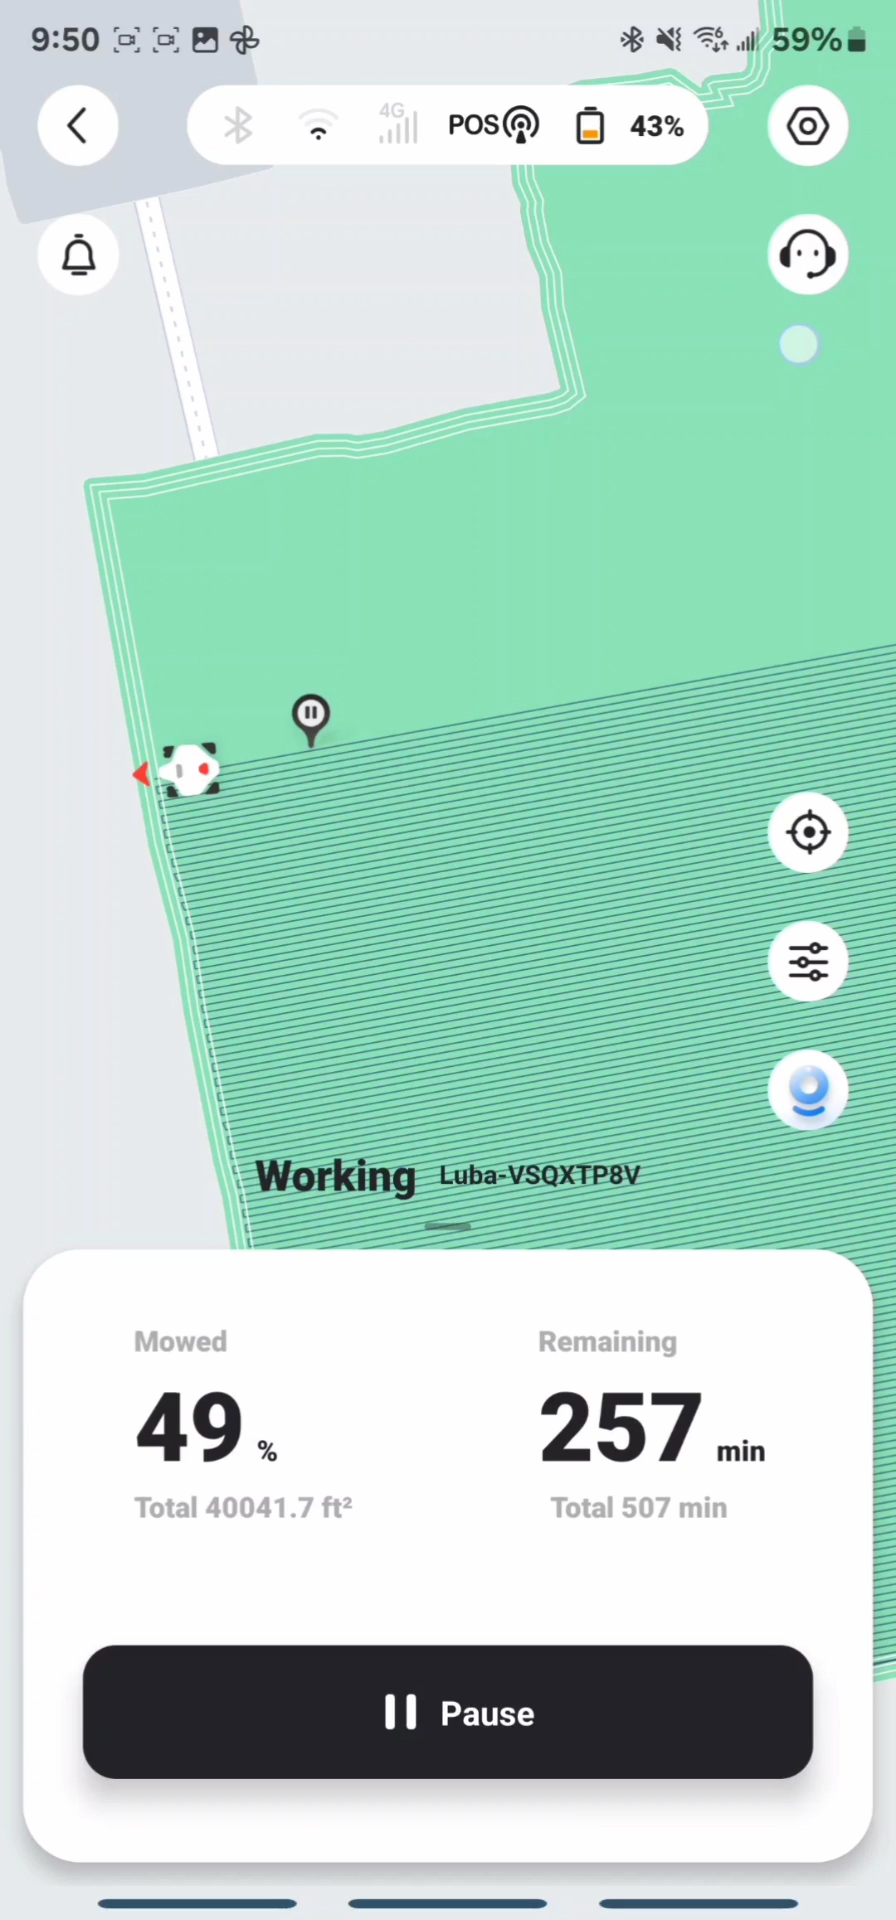 9:50 59%
4G POS 43%
Working Luba-VSQXTP8V
Mowed Remaining
49 % 257 min
Total 40041.7 ft² Total 507 min
Pause